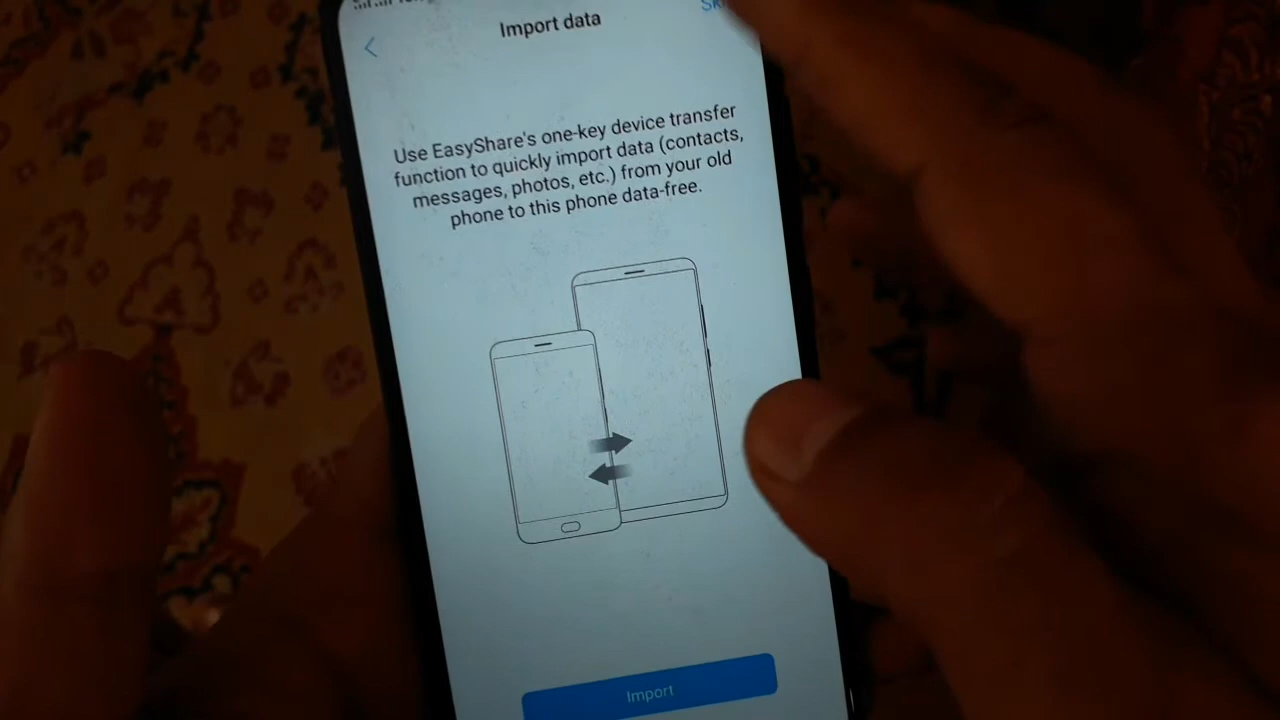 Import data
Use EasyShare's one-key device transfer
function to quickly import data (contacts,
messages, photos, etc.) from your old
phone to this phone data-free.
Import